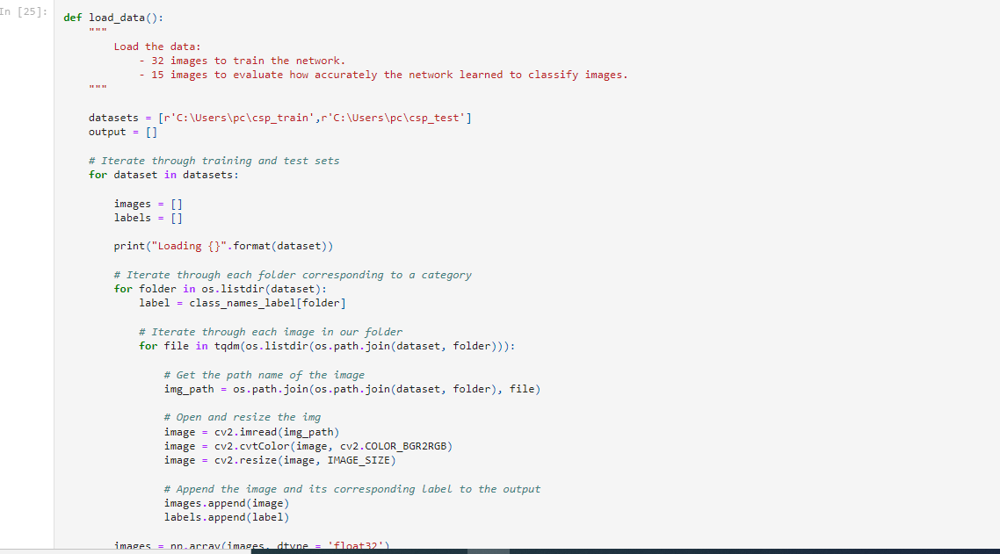 In [25]:
def load_data():
"""
Load the data:
- 32 images to train the network.
- 15 images to evaluate how accurately the network learned to classify images.
"""
datasets = [r'C:\Users\pc\csp_train',r'C:\Users\pc\csp_test']
output = []
# Iterate through training and test sets
for dataset in datasets:
images = []
labels = []
print("Loading {}".format(dataset))
# Iterate through each folder corresponding to a category
for folder in os.listdir(dataset):
label = class_names_label[folder]
# Iterate through each image in our folder
for file in tqdm(os.listdir(os.path.join(dataset, folder))):
# Get the path name of the image
img_path = os.path.join(os.path.join(dataset, folder), file)
# Open and resize the img
image = cv2.imread(img_path)
image = cv2.cvtColor(image, cv2.COLOR_BGR2RGB)
image = cv2.resize(image, IMAGE_SIZE)
# Append the image and its corresponding label to the output
images.append(image)
labels.append(label)
images = np.array(images, dtype = 'float32')